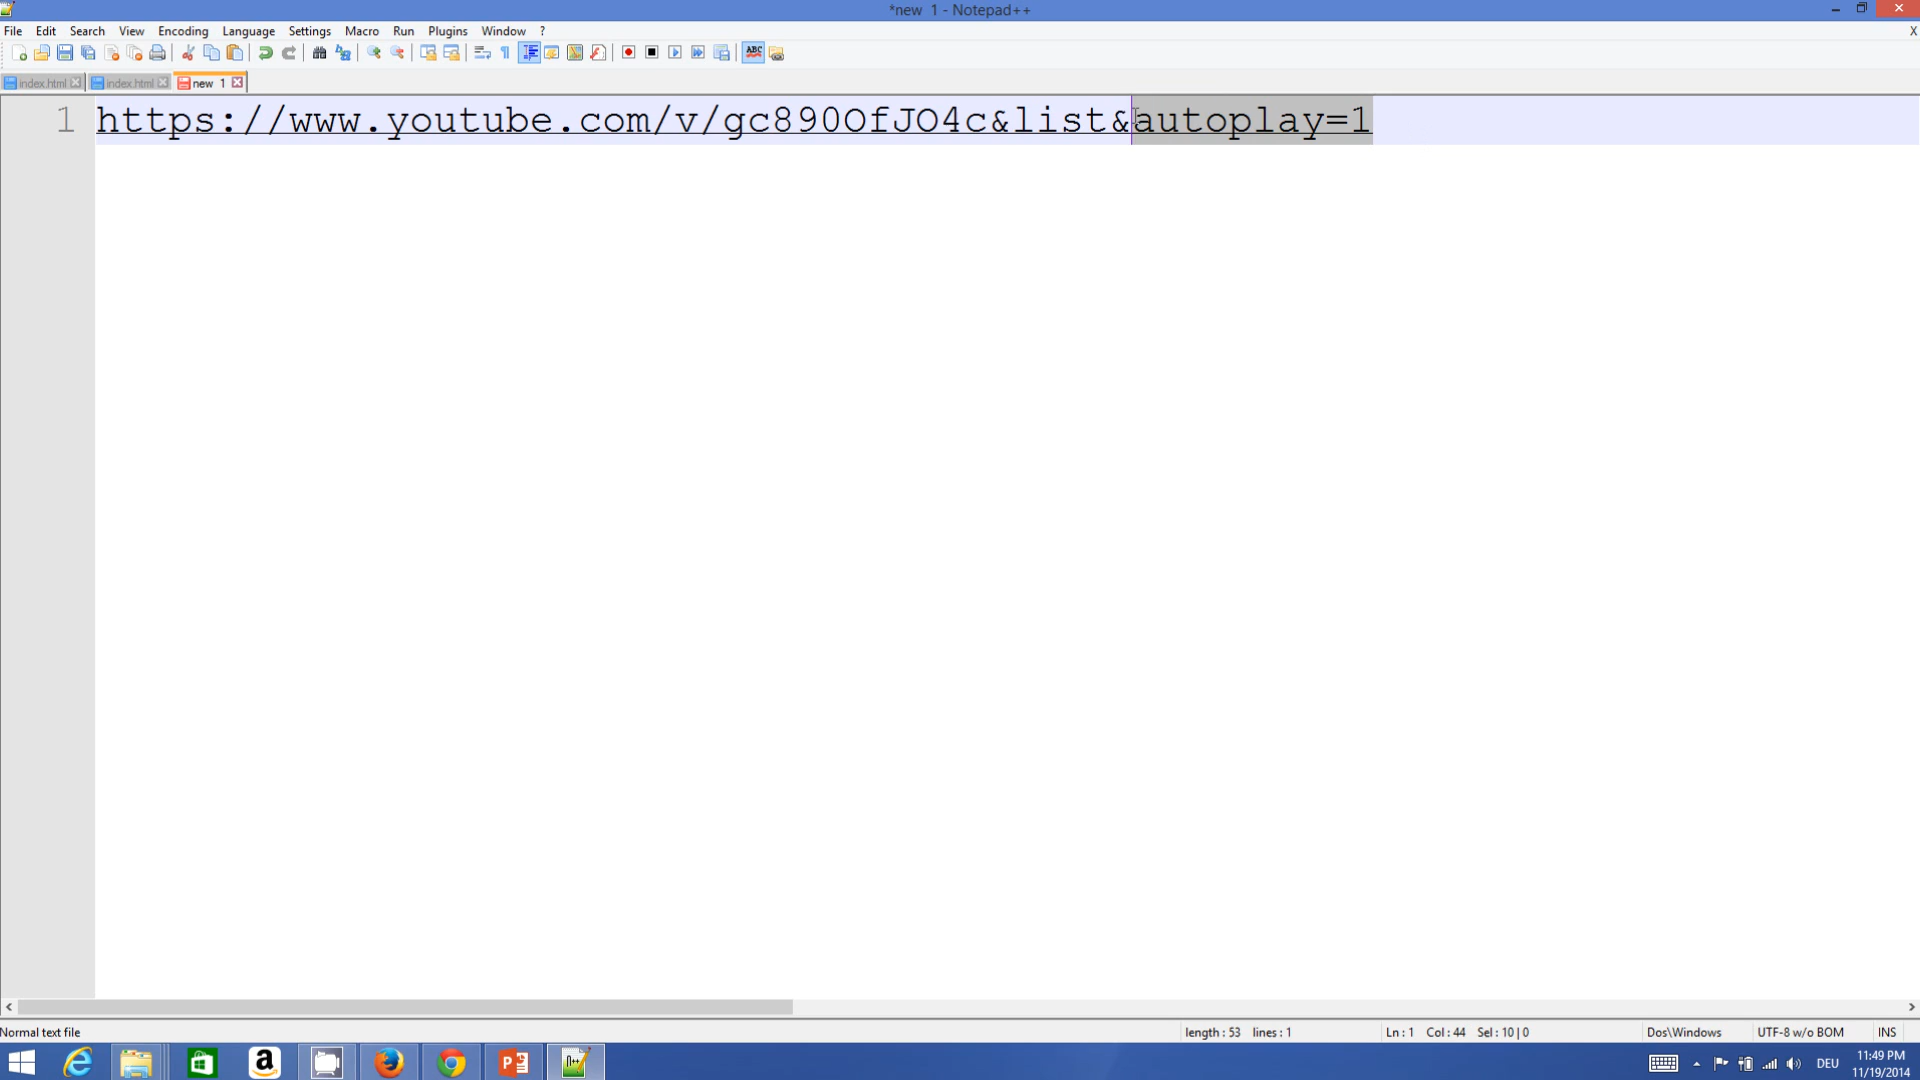 *new 1 - Notepad++
File Edit Search View Encoding Language Settings Macro Run Plugins Window ?
X
ABC
index.html index.html new 1
1 https://www.youtube.com/v/gc890OfJO4c&list&autoplay=1
Normal text file length : 53 lines : 1 Ln : 1 Col : 44 Sel : 10 | 0 Dos\Windows UTF-8 w/o BOM INS
DEU 11:49 PM
11/19/2014